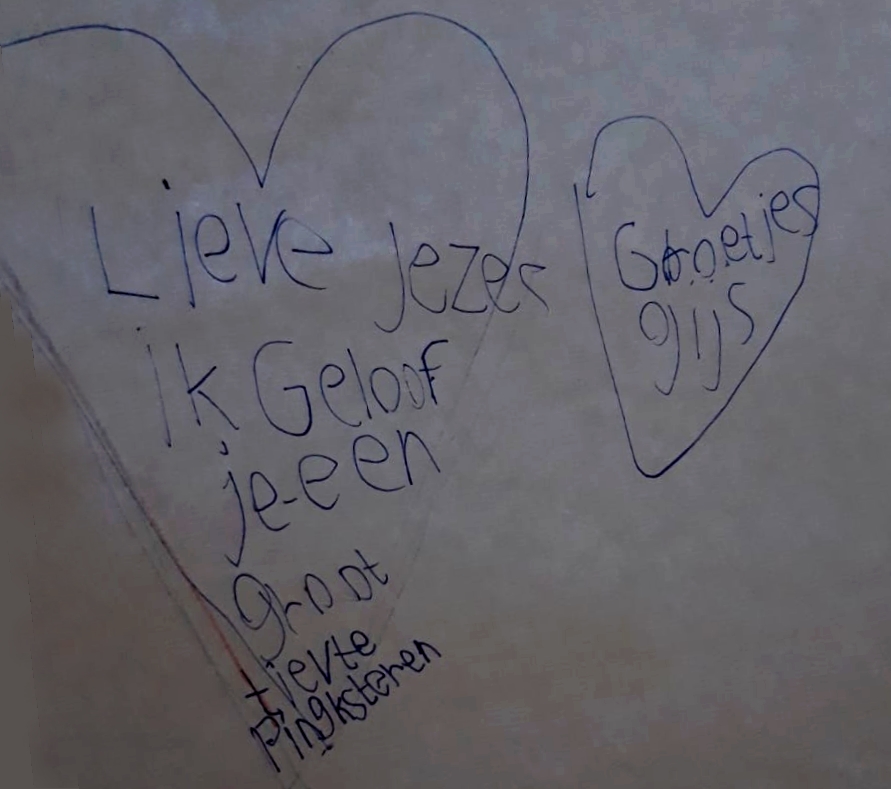 Lieve jezes
ik Geloof
je-een
groot
lievte
Pingksteren
Groetjes
gijs